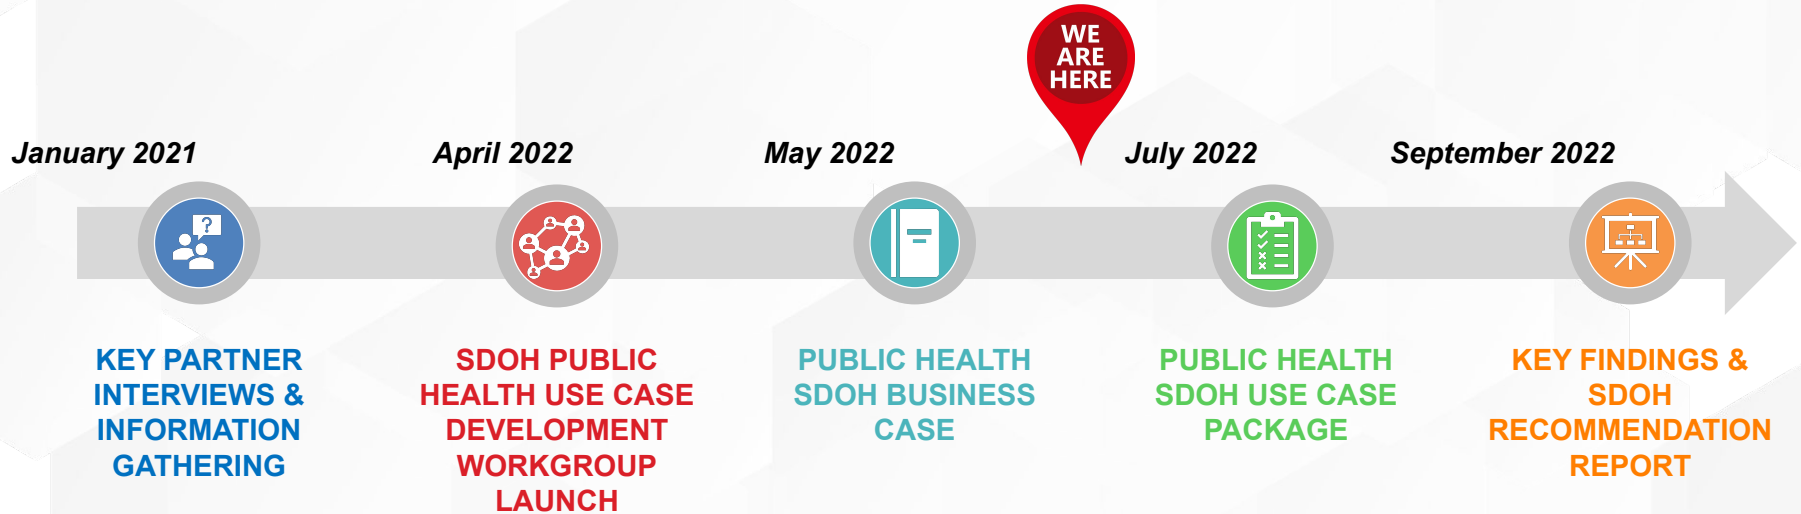 WE
ARE
HERE
January 2021
April 2022
May 2022
July 2022
September 2022
?
KEY PARTNER
INTERVIEWS &
INFORMATION
GATHERING
SDOH PUBLIC
HEALTH USE CASE
DEVELOPMENT
WORKGROUP
LAUNCH
PUBLIC HEALTH
SDOH BUSINESS
CASE
PUBLIC HEALTH
SDOH USE CASE
PACKAGE
KEY FINDINGS &
SDOH
RECOMMENDATION
REPORT